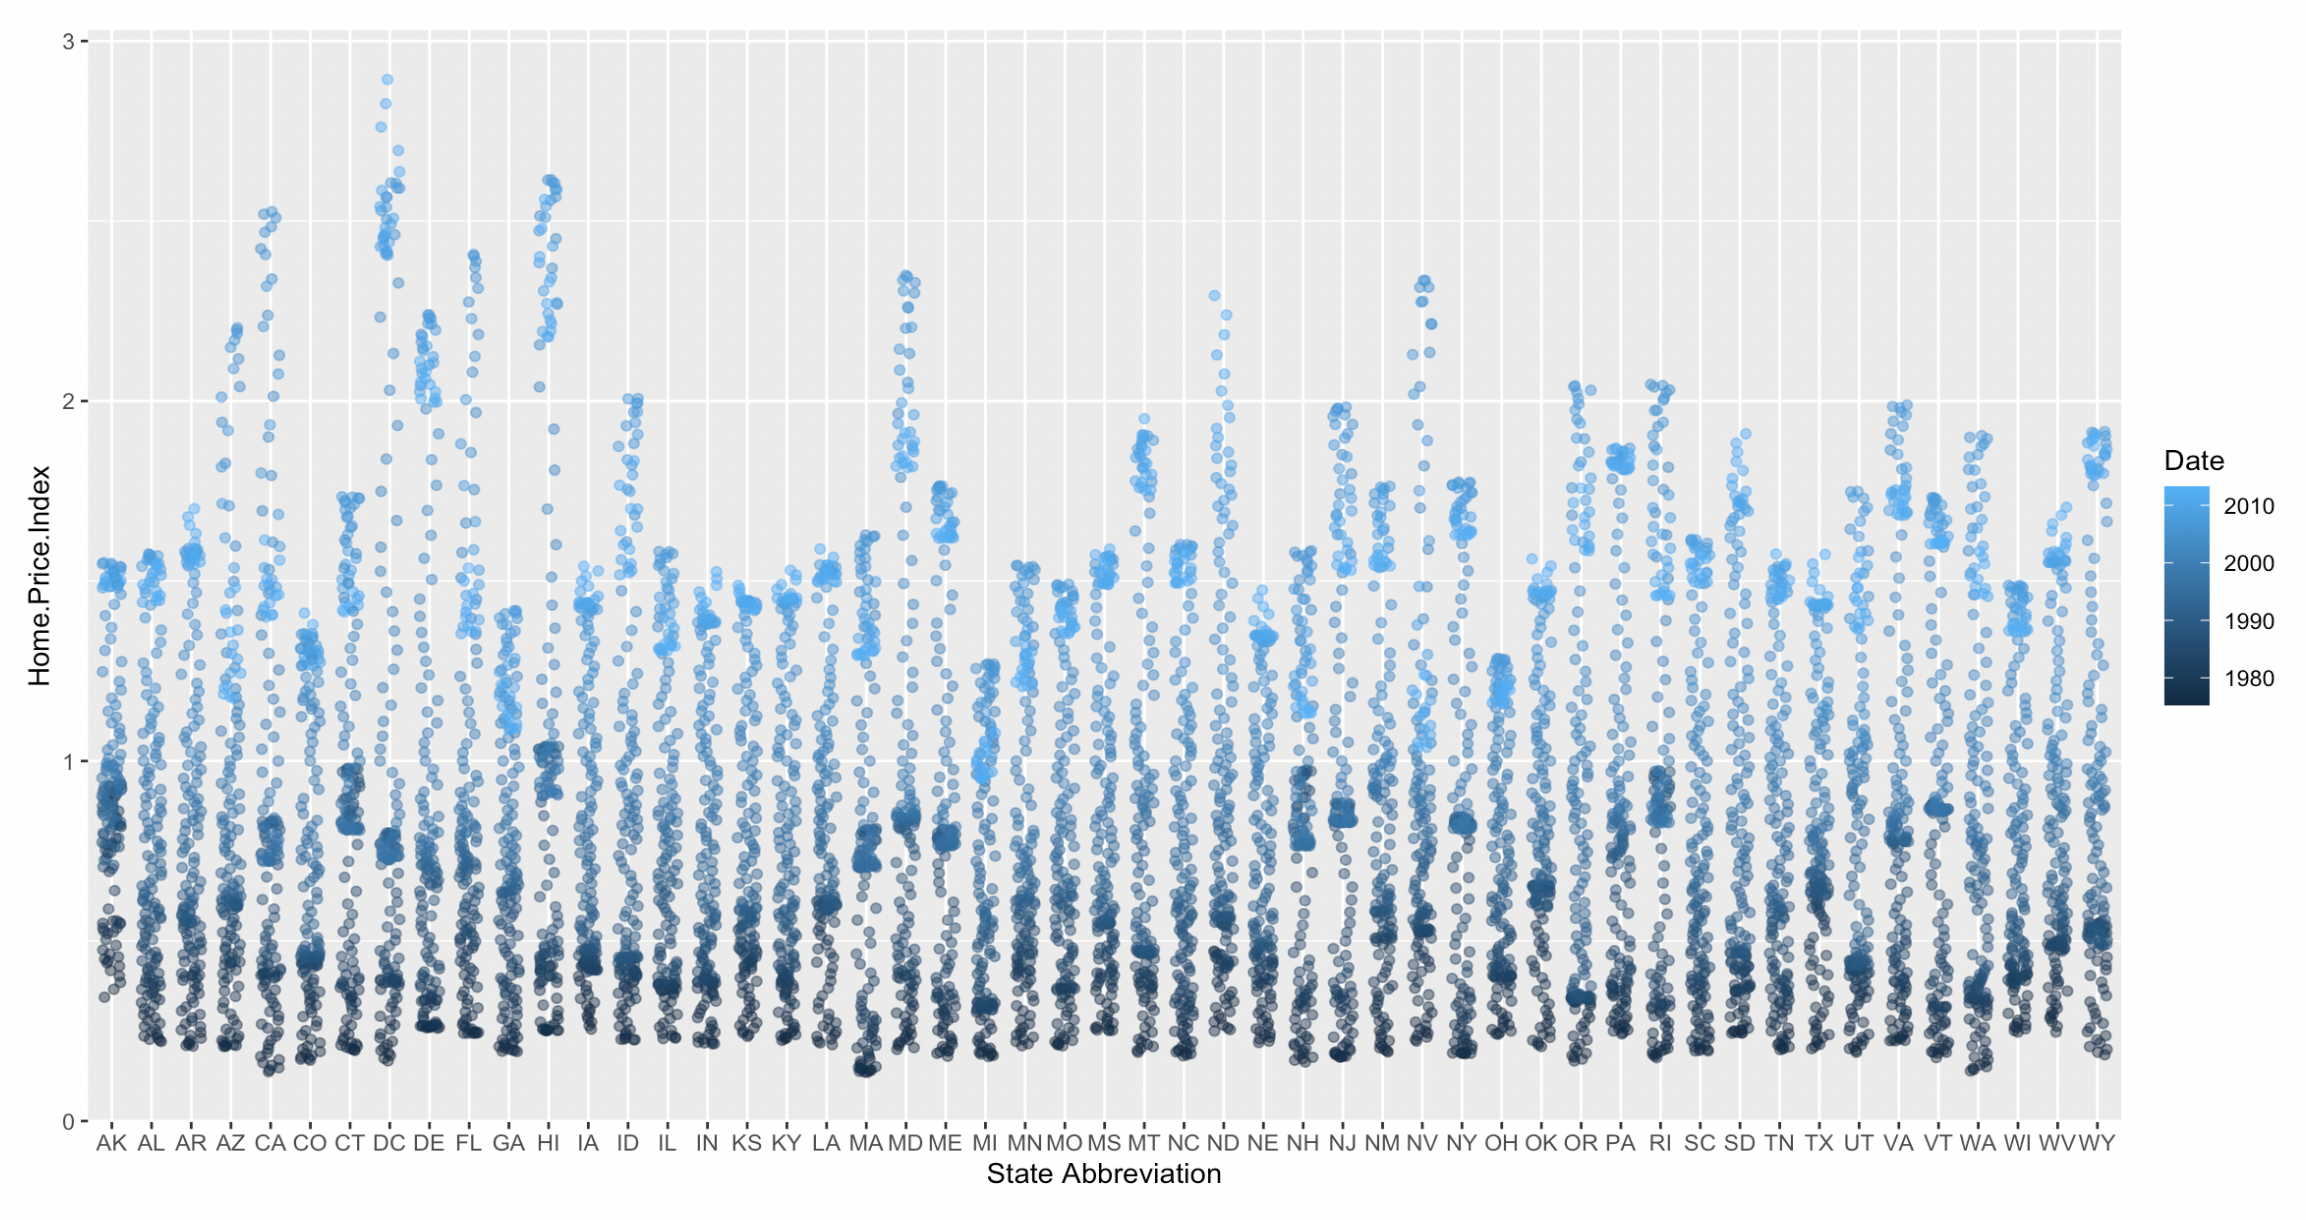 Home.Price.Index
3
2
1
0
AK AL AR AZ CA CO CT DC DE FL GA HI IA ID IL IN KS KY LA MA MD ME MI MN MO MS MT NC ND NE NH NJ NM NV NY OH OK OR PA RI SC SD TN TX UT VA VT WA WI WV WY
State Abbreviation
Date
2010
2000
1990
1980